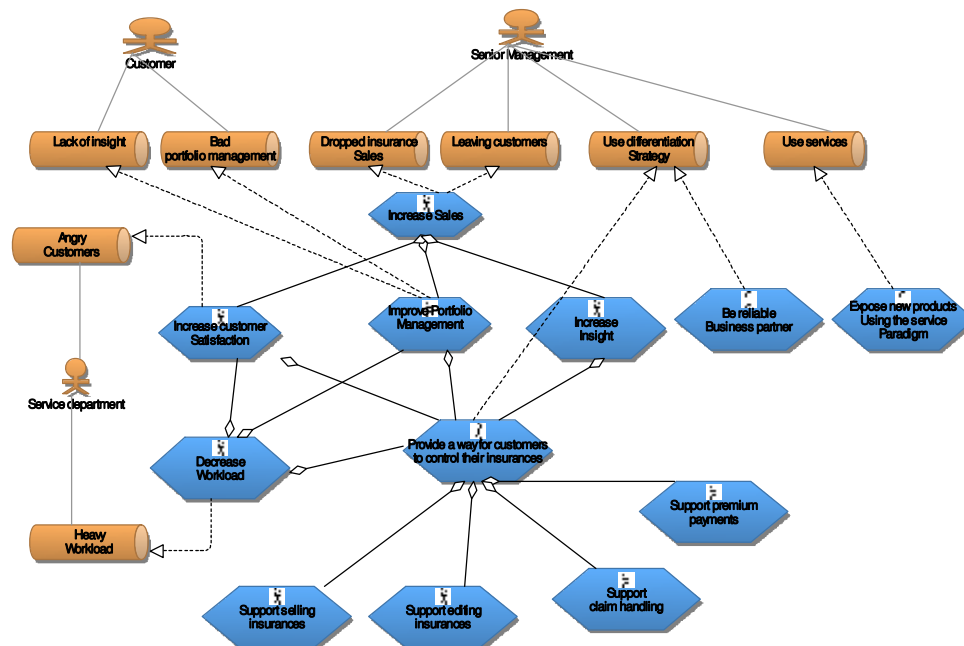 Customer
Senior Management
Lack of insight
Bad
portfolio management
Dropped insurance
Sales
Leaving customers
Use differentiation
Strategy
Use services
Increase Sales
Angry
Customers
Increase customer
Satisfaction
Improve Portfolio
Management
Increase
Insight
Be reliable
Business partner
Expose new products
Using the service
Paradigm
Service department
Decrease
Workload
Provide a way for customers
to control their insurances
Support premium
payments
Heavy
Workload
Support selling
insurances
Support editing
insurances
Support
claim handling